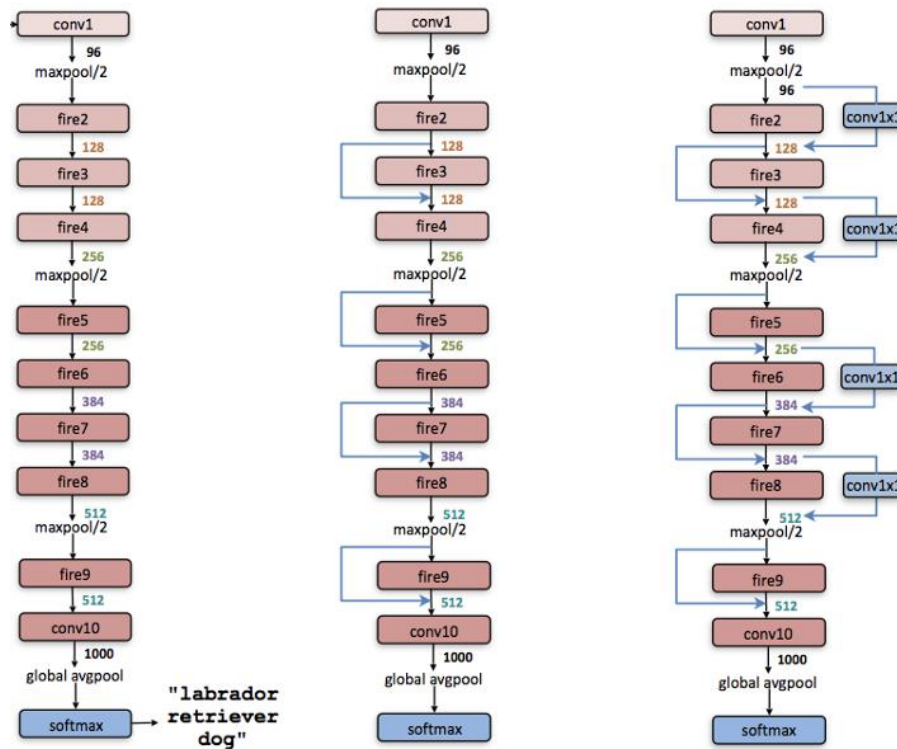 conv1
96
maxpool/2
fire2
128
fire3
128
fire4
256
maxpool/2
fire5
256
fire6
384
fire7
384
fire8
512
maxpool/2
fire9
512
conv10
1000
global avgpool
softmax
"labrador
retriever
dog"
conv1
96
maxpool/2
fire2
128
fire3
128
fire4
256
maxpool/2
fire5
256
fire6
384
fire7
384
fire8
512
maxpool/2
fire9
512
conv10
1000
global avgpool
softmax
conv1
96
maxpool/2
96
conv1x1
fire2
128
fire3
128
conv1x1
fire4
256
maxpool/2
fire5
256
conv1x1
fire6
384
fire7
384
conv1x1
fire8
512
maxpool/2
fire9
512
conv10
1000
global avgpool
softmax